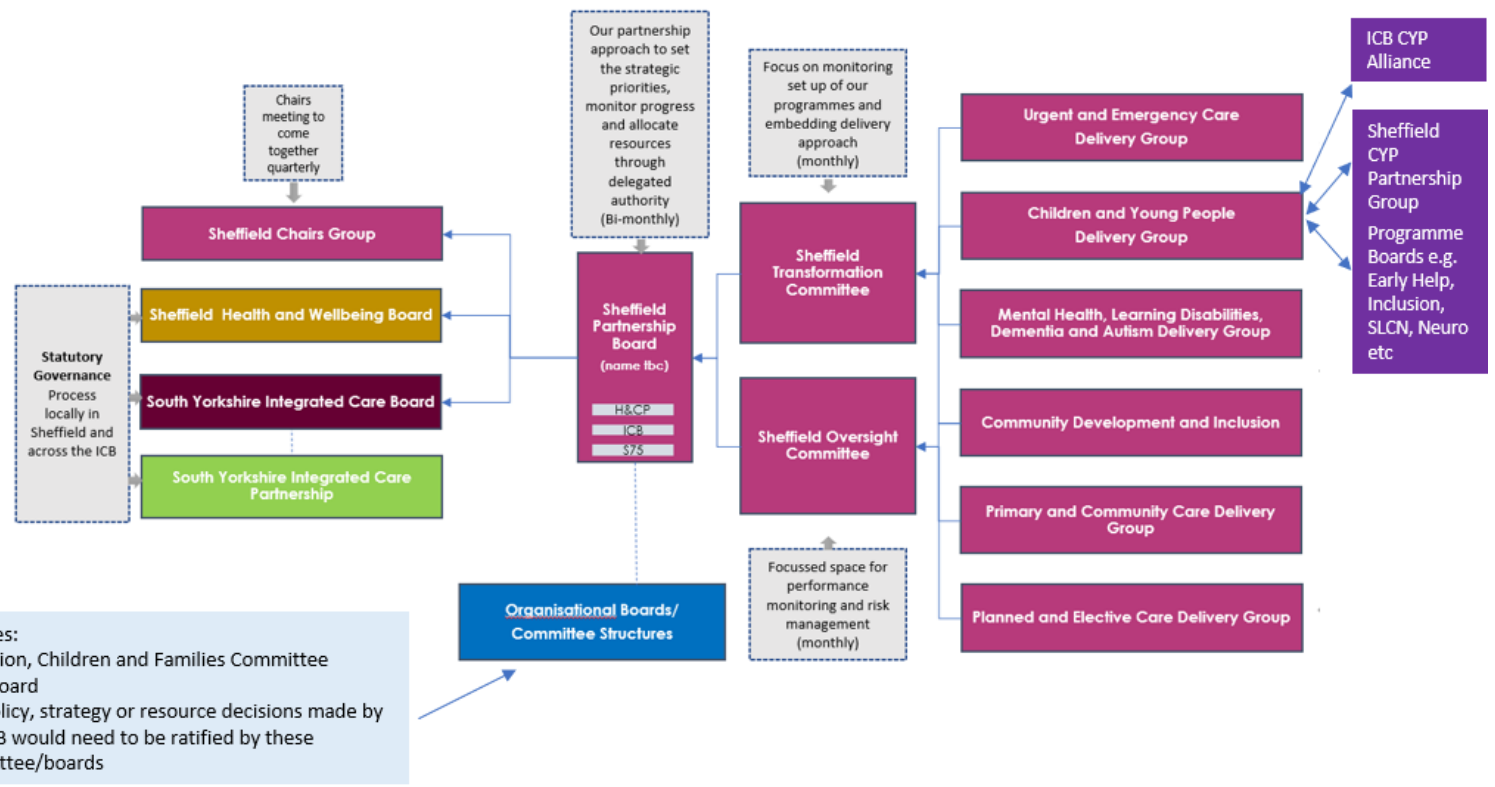 Chairs
meeting to
come
together
quarterly
Sheffield Chairs Group
Statutory
Governance
Process
locally in
Sheffield and
across the ICB
Sheffield Health and Wellbeing Board
South Yorkshire Integrated Care Board
South Yorkshire Integrated Care
Partnership
Our partnership
approach to set
the strategic
priorities,
monitor progress
and allocate
resources
through
delegated
authority
(Bi-monthly)
Sheffield
Partnership
Board
(name tbc)
H&CP
ICB
S75
Organisational Boards/
Committee Structures
Focus on monitoring
set up of our
programmes and
embedding delivery
approach
(monthly)
Sheffield
Transformation
Committee
Sheffield Oversight
Committee
Focussed space for
performance
monitoring and risk
management
(monthly)
Urgent and Emergency Care
Delivery Group
Children and Young People
Delivery Group
Mental Health, Learning Disabilities,
Dementia and Autism Delivery Group
Community Development and Inclusion
Primary and Community Care Delivery
Group
Planned and Elective Care Delivery Group
ICB CYP
Alliance
Sheffield
CYP
Partnership
Group
Programme
Boards e.g.
Early Help,
Inclusion,
SLCN, Neuro
etc
es:
ion, Children and Families Committee
oard
licy, strategy or resource decisions made by
B would need to be ratified by these
ttee/boards